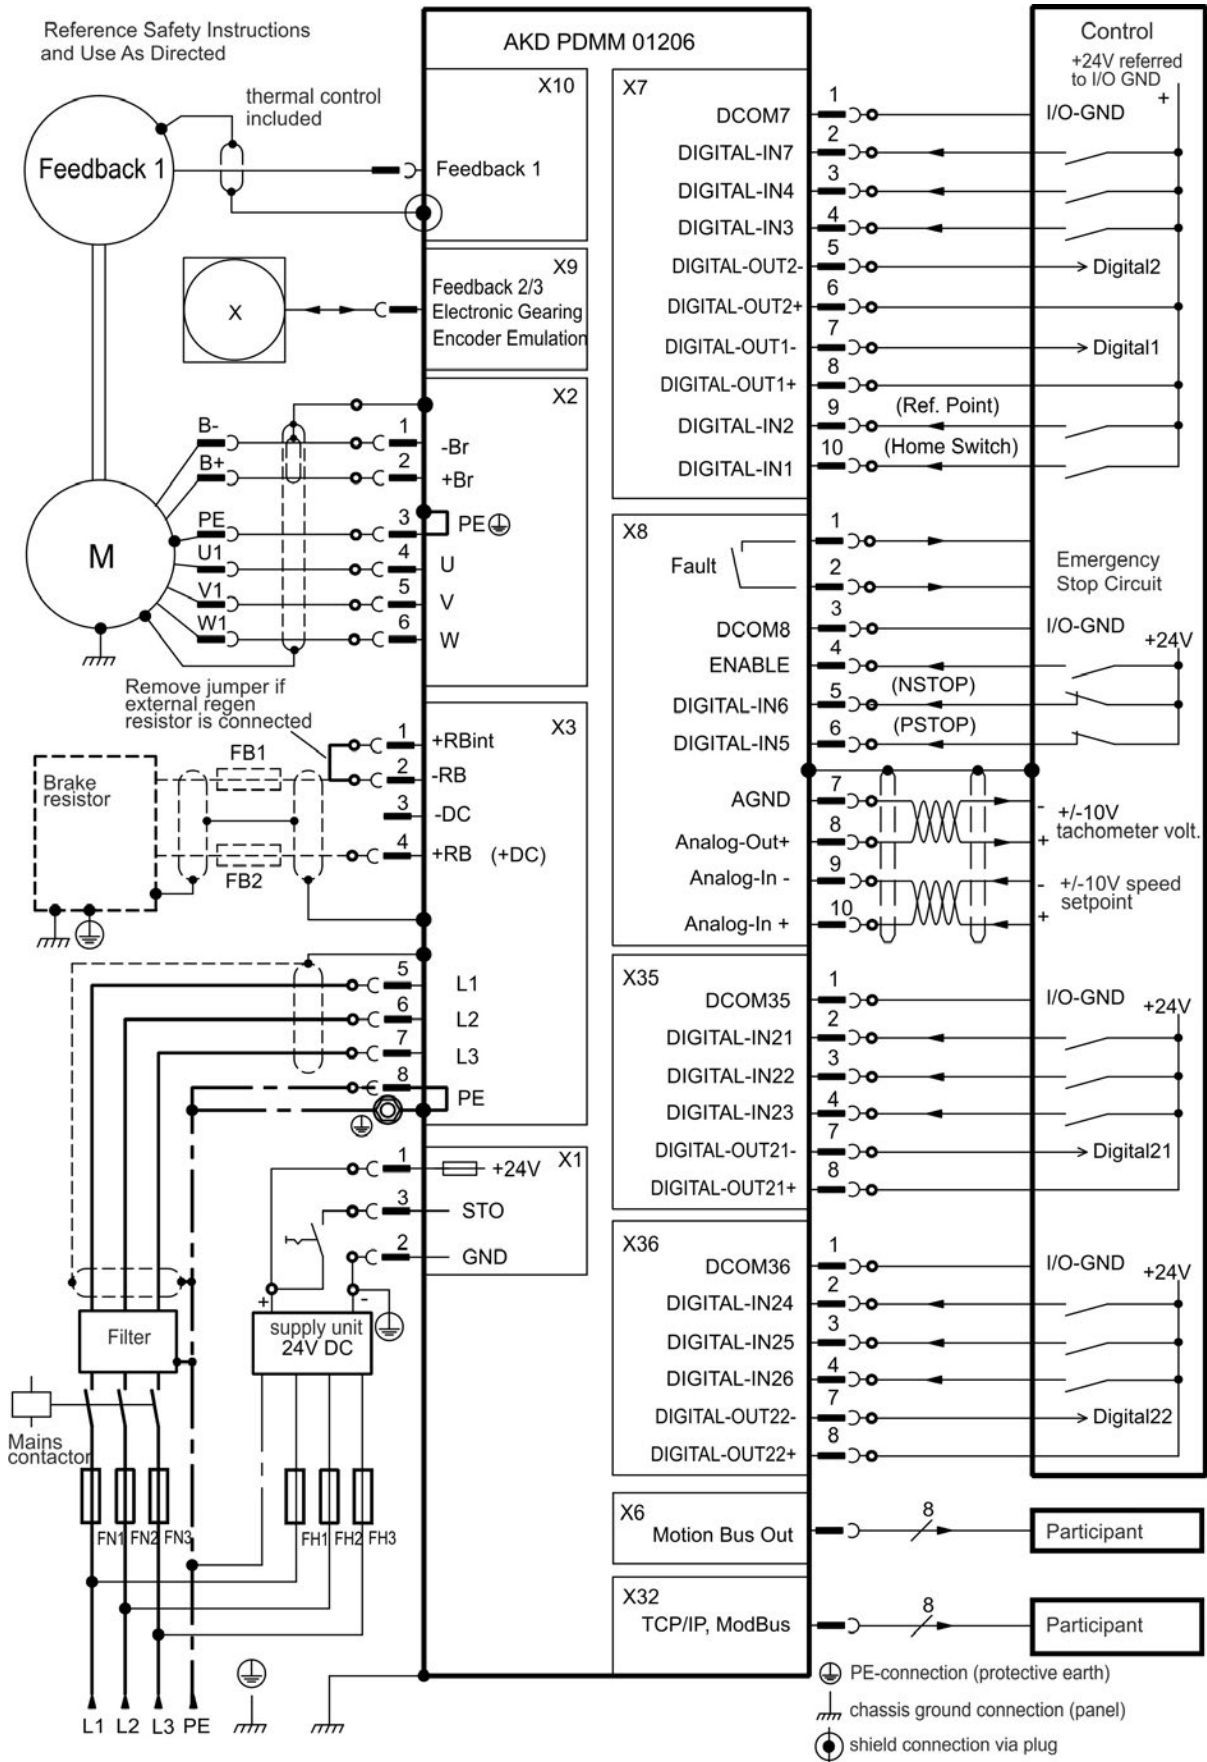 Reference Safety Instructions
and Use As Directed
AKD PDMM 01206
Control
+24V referred
to I/O GND
+
thermal control
included
Feedback 1
X10
Feedback 1
X9
Feedback 2/3
Electronic Gearing
Encoder Emulation
X
X2
B- 1 -Br
B+ 2 +Br
PE 3 PE
U1 4 U
V1 5 V
W1 6 W
M
Remove jumper if
external regen
resistor is connected
X3
1 +RBint
FB1
2 -RB
Brake
resistor
3 -DC
4 +RB (+DC)
FB2
5 L1
6 L2
7 L3
8 PE
X1
1 +24V
3 STO
2 GND
+ -
supply unit
24V DC
Filter
Mains
contactor
FN1 FN2 FN3 FH1 FH2 FH3
L1 L2 L3 PE
X7
DCOM7 1 I/O-GND
DIGITAL-IN7 2
DIGITAL-IN4 3
DIGITAL-IN3 4
DIGITAL-OUT2- 5 Digital2
DIGITAL-OUT2+ 6
DIGITAL-OUT1- 7 Digital1
DIGITAL-OUT1+ 8
DIGITAL-IN2 9 (Ref. Point)
DIGITAL-IN1 10 (Home Switch)
X8
Fault
1
2
Emergency
Stop Circuit
DCOM8 3 I/O-GND
+24V
ENABLE 4
DIGITAL-IN6 5 (NSTOP)
DIGITAL-IN5 6 (PSTOP)
AGND 7 -
+/-10V
tachometer volt.
Analog-Out+ 8 +
Analog-In - 9 -
+/-10V speed
setpoint
Analog-In + 10 +
X35
DCOM35 1 I/O-GND
+24V
DIGITAL-IN21 2
DIGITAL-IN22 3
DIGITAL-IN23 4
DIGITAL-OUT21- 7 Digital21
DIGITAL-OUT21+ 8
X36
DCOM36 1 I/O-GND
+24V
DIGITAL-IN24 2
DIGITAL-IN25 3
DIGITAL-IN26 4
DIGITAL-OUT22- 7 Digital22
DIGITAL-OUT22+ 8
X6
Motion Bus Out 8 Participant
X32
TCP/IP, ModBus 8 Participant
PE-connection (protective earth)
chassis ground connection (panel)
shield connection via plug